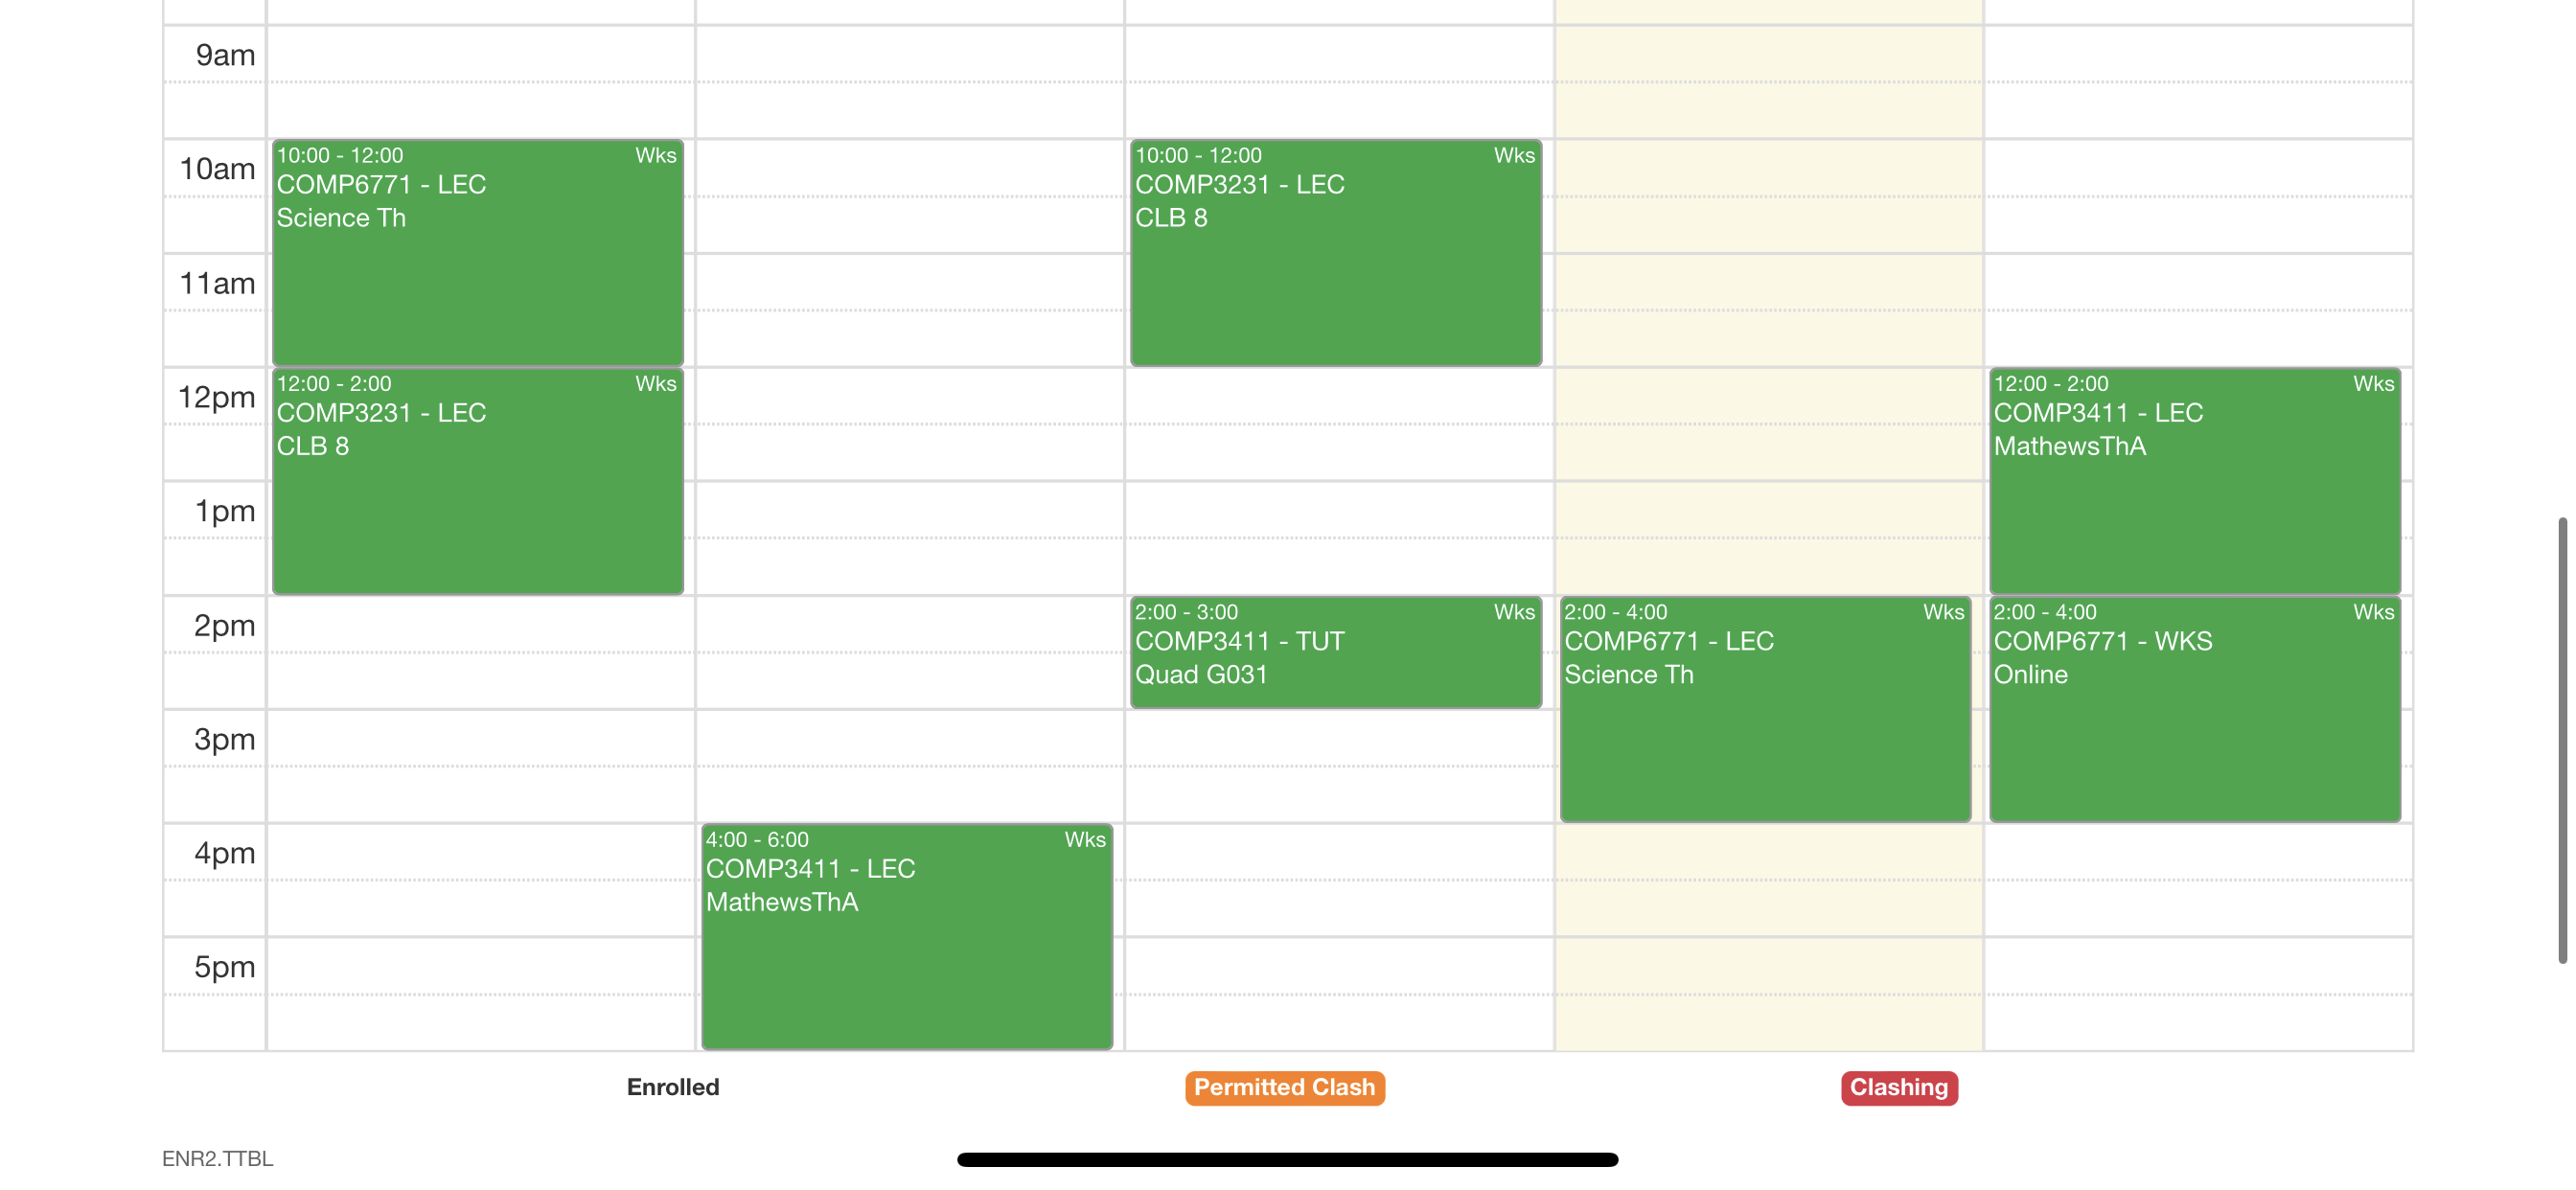 9am
10am
11am
12pm
1pm
2pm
3pm
4pm
5pm
10:00 - 12:00 Wks
COMP6771 - LEC
Science Th
12:00 - 2:00 Wks
COMP3231 - LEC
CLB 8
4:00 - 6:00 Wks
COMP3411 - LEC
MathewsThA
10:00 - 12:00 Wks
COMP3231 - LEC
CLB 8
2:00 - 3:00 Wks
COMP3411 - TUT
Quad G031
2:00 - 4:00 Wks
COMP6771 - LEC
Science Th
12:00 - 2:00 Wks
COMP3411 - LEC
MathewsThA
2:00 - 4:00 Wks
COMP6771 - WKS
Online
Enrolled
Permitted Clash
Clashing
ENR2.TTBL